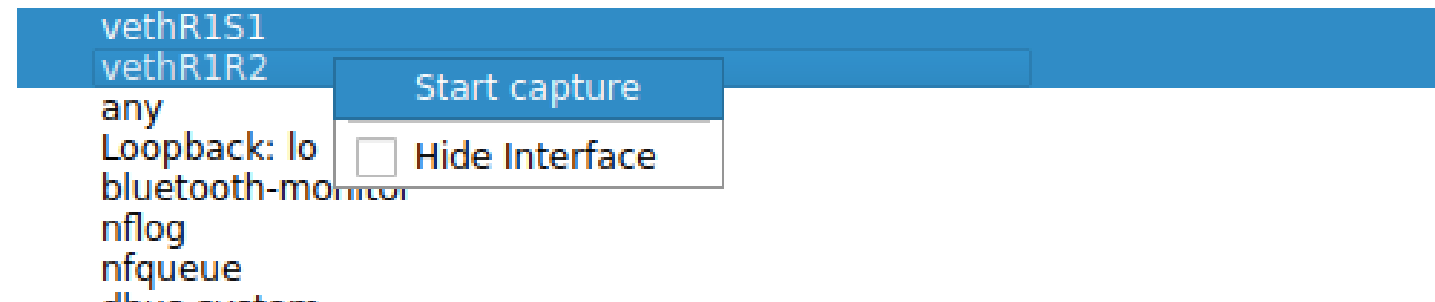 vethR1S1
vethR1R2
Start capture
any
Loopback: lo
Hide Interface
bluetooth-monitor
nflog
nfqueue